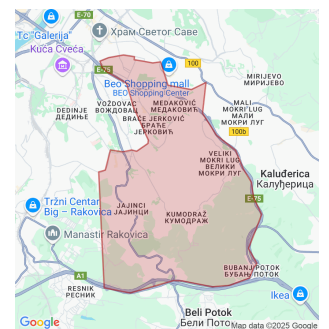 E-70
Tc "Galerija"
Храм Светог Саве
Kuća Cveća
E-75
Beo Shopping mall
BEO Shopping Center
100
MIRIJEVO
МИРИЈЕВО
DEDINJE
ДЕДИЊЕ
VOŽDOVAC
ВОЖДОВАЦ
MEDAKOVIĆ
МЕДАКОВИЋ
BRAĆE JERKOVIĆ
БРАЋЕ
ЈЕРКОВИЋ
MALI
MOKRI LUG
МАЛИ
МОКРИ ЛУГ
100b
VELIKI
MOKRI LUG
ВЕЛИКИ
МОКРИ ЛУГ
Kaluđerica
Калуђерица
E-75
Tržni Centar
Big – Rakovica
JAJINCI
ЈАЈИНЦИ
KUMODRAŽ
КУМОДРАЖ
Manastir Rakovica
A1
RESNIK
РЕСНИК
BUBANJ POTOK
БУБАЊ ПОТОК
Ikea
Beli Potok
Бели Поток
Google
Map data ©2025 Google